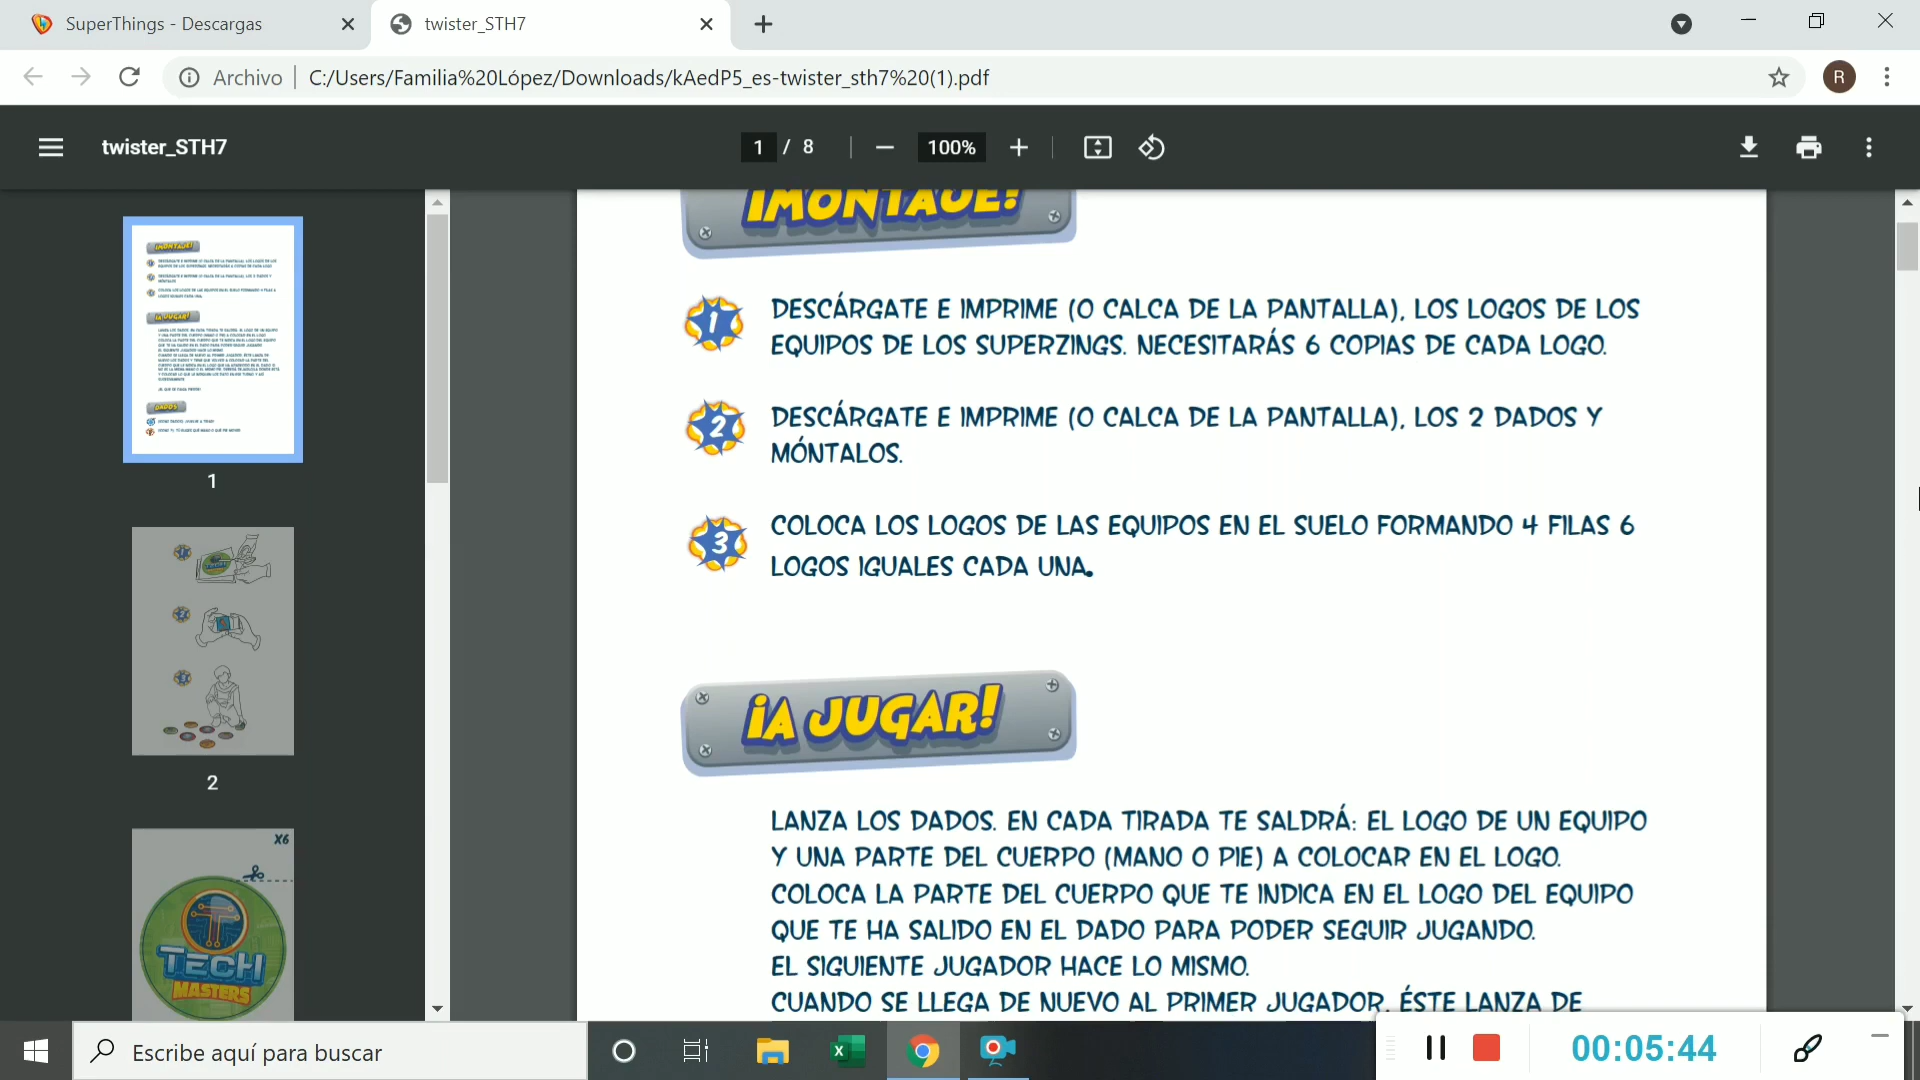 SuperThings - Descargas
twister_STH7
Archivo
C:/Users/Familia%20López/Downloads/kAedP5_es-twister_sth7%20(1).pdf
R
twister_STH7
1 / 8
100%
¡MONTAJE!
1 DESCÁRGATE E IMPRIME (O CALCA DE LA PANTALLA), LOS LOGOS DE LOS
EQUIPOS DE LOS SUPERZINGS. NECESITARÁS 6 COPIAS DE CADA LOGO.
2 DESCÁRGATE E IMPRIME (O CALCA DE LA PANTALLA), LOS 2 DADOS Y
MÓNTALOS.
3 COLOCA LOS LOGOS DE LAS EQUIPOS EN EL SUELO FORMANDO 4 FILAS 6
LOGOS IGUALES CADA UNA.
¡A JUGAR!
LANZA LOS DADOS. EN CADA TIRADA TE SALDRÁ: EL LOGO DE UN EQUIPO
Y UNA PARTE DEL CUERPO (MANO O PIE) A COLOCAR EN EL LOGO.
COLOCA LA PARTE DEL CUERPO QUE TE INDICA EN EL LOGO DEL EQUIPO
QUE TE HA SALIDO EN EL DADO PARA PODER SEGUIR JUGANDO.
EL SIGUIENTE JUGADOR HACE LO MISMO.
CUANDO SE LLEGA DE NUEVO AL PRIMER JUGADOR, ÉSTE LANZA DE
¡MONTAJE!
¡A JUGAR!
DADOS
1
2
X6
TECH
MASTERS
Escribe aquí para buscar
00:05:44